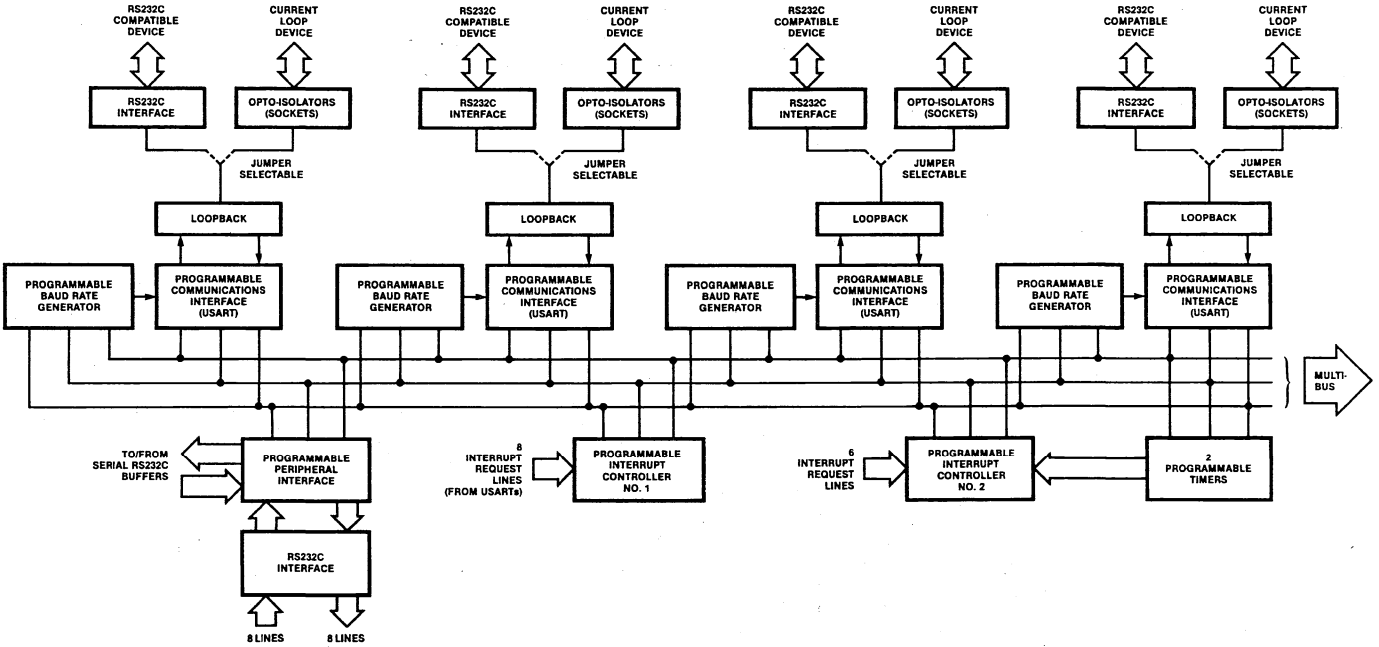 RS232C
COMPATIBLE
DEVICE
CURRENT
LOOP
DEVICE
RS232C
COMPATIBLE
DEVICE
CURRENT
LOOP
DEVICE
RS232C
COMPATIBLE
DEVICE
CURRENT
LOOP
DEVICE
RS232C
COMPATIBLE
DEVICE
CURRENT
LOOP
DEVICE
RS232C
INTERFACE
OPTO-ISOLATORS
(SOCKETS)
RS232C
INTERFACE
OPTO-ISOLATORS
(SOCKETS)
RS232C
INTERFACE
OPTO-ISOLATORS
(SOCKETS)
RS232C
INTERFACE
OPTO-ISOLATORS
(SOCKETS)
JUMPER
SELECTABLE
JUMPER
SELECTABLE
JUMPER
SELECTABLE
JUMPER
SELECTABLE
LOOPBACK
LOOPBACK
LOOPBACK
LOOPBACK
PROGRAMMABLE
BAUD RATE
GENERATOR
PROGRAMMABLE
COMMUNICATIONS
INTERFACE
(USART)
PROGRAMMABLE
BAUD RATE
GENERATOR
PROGRAMMABLE
COMMUNICATIONS
INTERFACE
(USART)
PROGRAMMABLE
BAUD RATE
GENERATOR
PROGRAMMABLE
COMMUNICATIONS
INTERFACE
(USART)
PROGRAMMABLE
BAUD RATE
GENERATOR
PROGRAMMABLE
COMMUNICATIONS
INTERFACE
(USART)
MULTI-
BUS
TO/FROM
SERIAL RS232C
BUFFERS
PROGRAMMABLE
PERIPHERAL
INTERFACE
8
INTERRUPT
REQUEST
LINES
(FROM USARTs)
PROGRAMMABLE
INTERRUPT
CONTROLLER
NO. 1
6
INTERRUPT
REQUEST
LINES
PROGRAMMABLE
INTERRUPT
CONTROLLER
NO. 2
2
PROGRAMMABLE
TIMERS
RS232C
INTERFACE
8 LINES
8 LINES